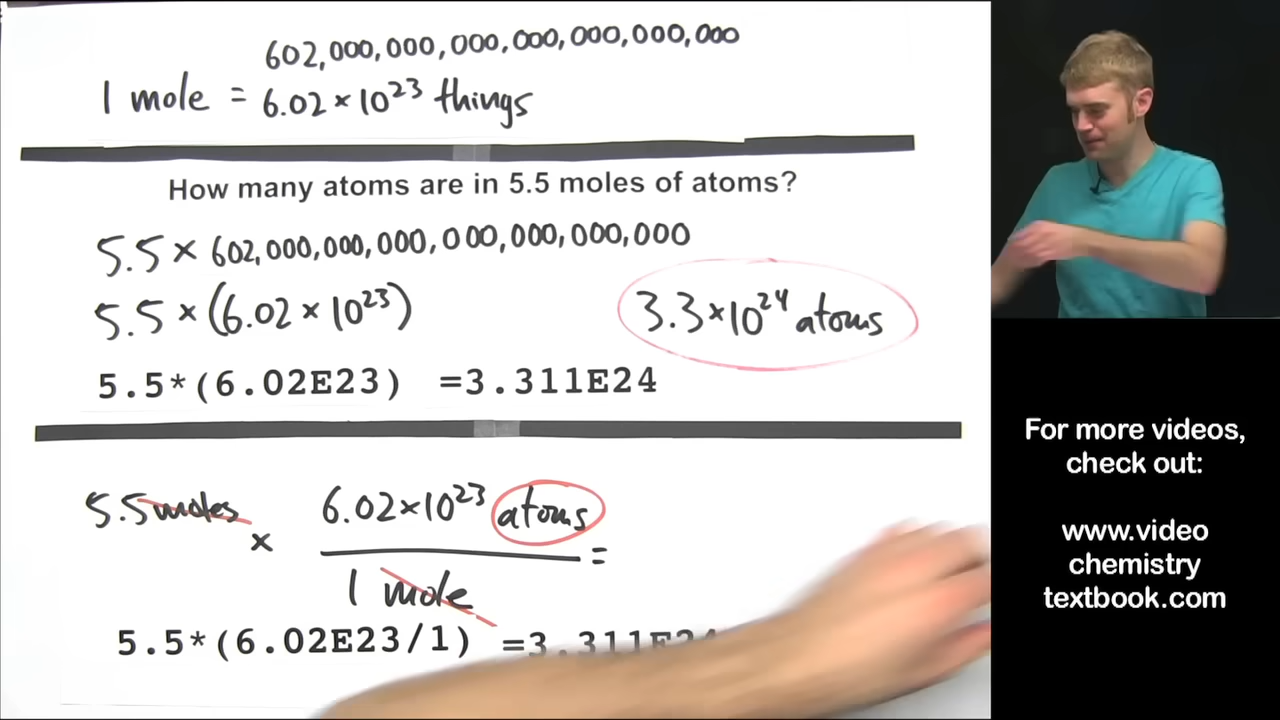 602,000,000,000,000,000,000,000
1 mole = 6.02 × 10²³ things
How many atoms are in 5.5 moles of atoms?
5.5 × 602,000,000,000,000,000,000,000
5.5 × (6.02 × 10²³)
3.3 × 10²⁴ atoms
5.5*(6.02E23) =3.311E24
5.5 moles × 6.02×10²³ atoms =
1 mole
5.5*(6.02E23/1) =3.311E24
For more videos,
check out:
www.video
chemistry
textbook.com